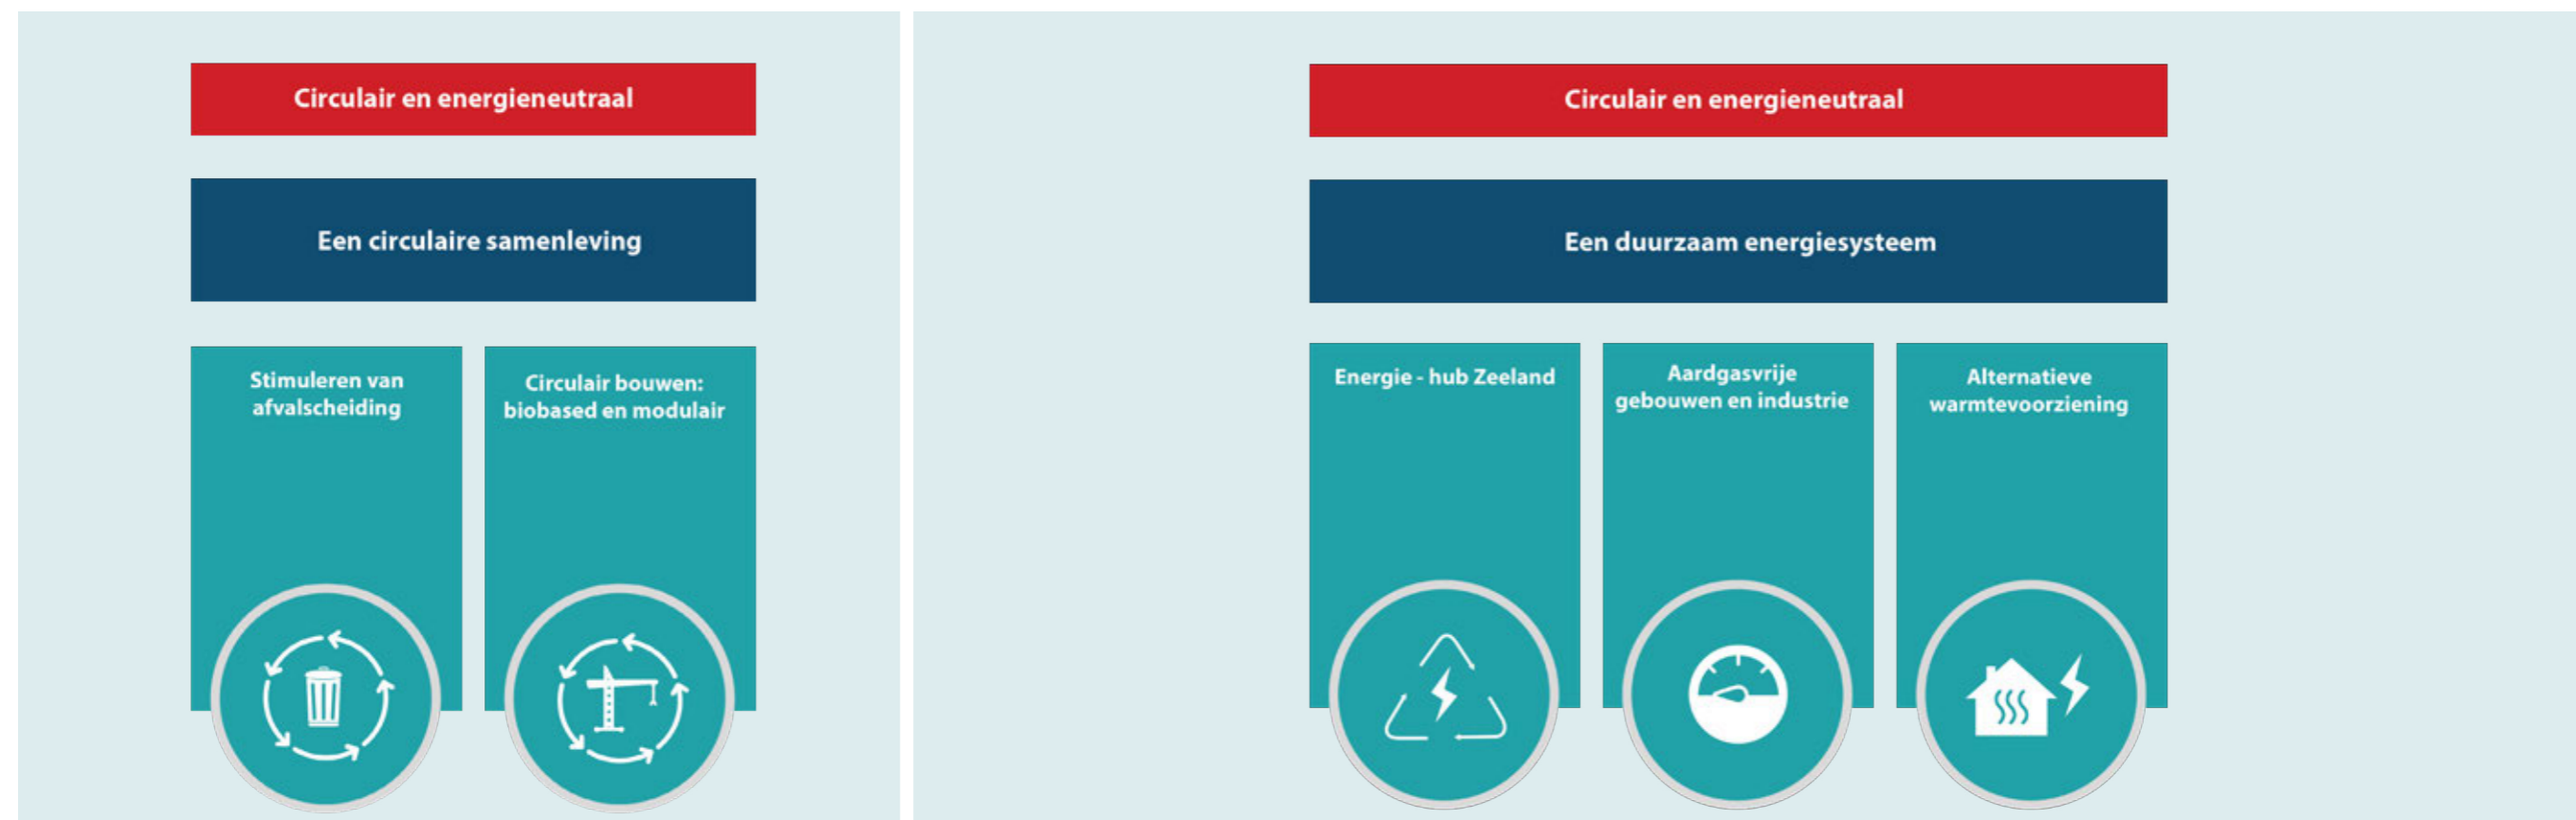 Circulair en energieneutraal
Een circulaire samenleving
Stimuleren van
afvalscheiding
Circulair bouwen:
biobased en modulair
Circulair en energieneutraal
Een duurzaam energiesysteem
Energie - hub Zeeland
Aardgasvrije
gebouwen en industrie
Alternatieve
warmtevoorziening